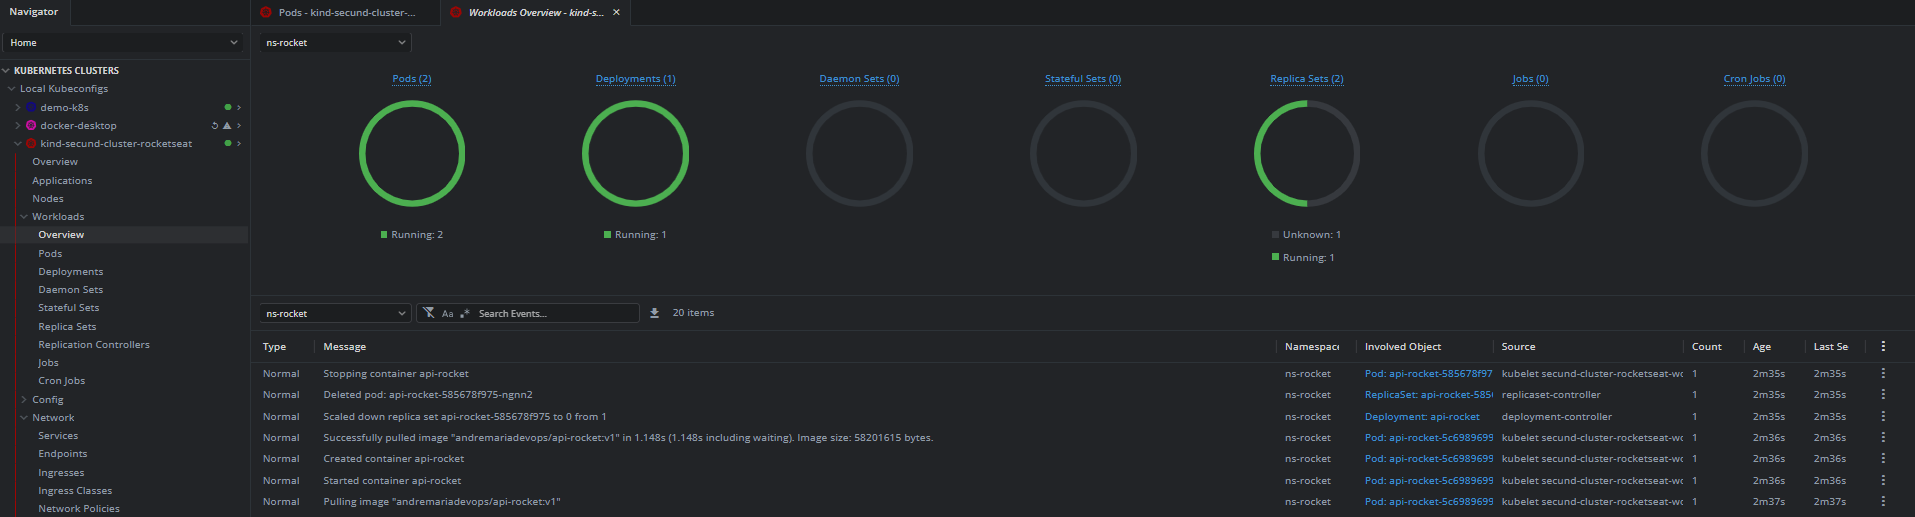 Navigator
Pods - kind-secund-cluster-...
Workloads Overview - kind-s...
Home
ns-rocket
KUBERNETES CLUSTERS
Local Kubeconfigs
demo-k8s
docker-desktop
kind-secund-cluster-rocketseat
Overview
Applications
Nodes
Workloads
Overview
Pods
Deployments
Daemon Sets
Stateful Sets
Replica Sets
Replication Controllers
Jobs
Cron Jobs
Config
Network
Services
Endpoints
Ingresses
Ingress Classes
Network Policies
Pods (2) Deployments (1) Daemon Sets (0) Stateful Sets (0) Replica Sets (2) Jobs (0) Cron Jobs (0)
Running: 2 Running: 1 Unknown: 1
Running: 1
ns-rocket Aa .* Search Events... 20 items
Type Message Namespace Involved Object Source Count Age Last Se
Normal Stopping container api-rocket ns-rocket Pod: api-rocket-585678f97 kubelet secund-cluster-rocketseat-wo 1 2m35s 2m35s
Normal Deleted pod: api-rocket-585678f975-ngnn2 ns-rocket ReplicaSet: api-rocket-585 replicaset-controller 1 2m35s 2m35s
Normal Scaled down replica set api-rocket-585678f975 to 0 from 1 ns-rocket Deployment: api-rocket deployment-controller 1 2m35s 2m35s
Normal Successfully pulled image "andremariadevops/api-rocket:v1" in 1.148s (1.148s including waiting). Image size: 58201615 bytes. ns-rocket Pod: api-rocket-5c6989699 kubelet secund-cluster-rocketseat-wo 1 2m36s 2m36s
Normal Created container api-rocket ns-rocket Pod: api-rocket-5c6989699 kubelet secund-cluster-rocketseat-wo 1 2m36s 2m36s
Normal Started container api-rocket ns-rocket Pod: api-rocket-5c6989699 kubelet secund-cluster-rocketseat-wo 1 2m36s 2m36s
Normal Pulling image "andremariadevops/api-rocket:v1" ns-rocket Pod: api-rocket-5c6989699 kubelet secund-cluster-rocketseat-wo 1 2m37s 2m37s